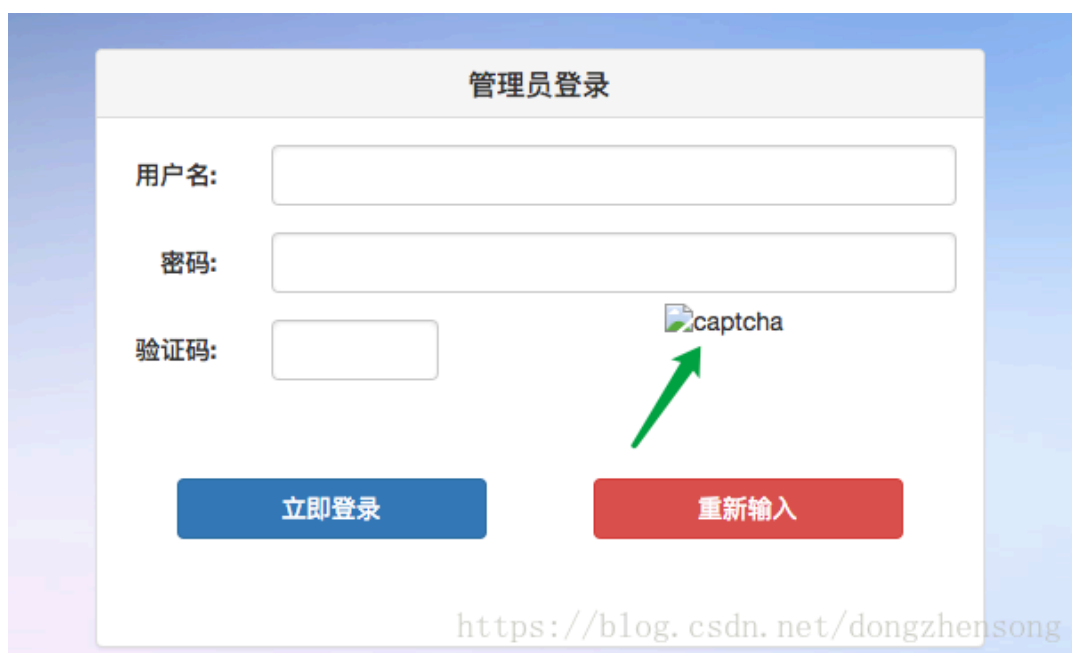 管理员登录
用户名:
密码:
captcha
验证码:
立即登录 重新输入
https://blog.csdn.net/dongzhensong